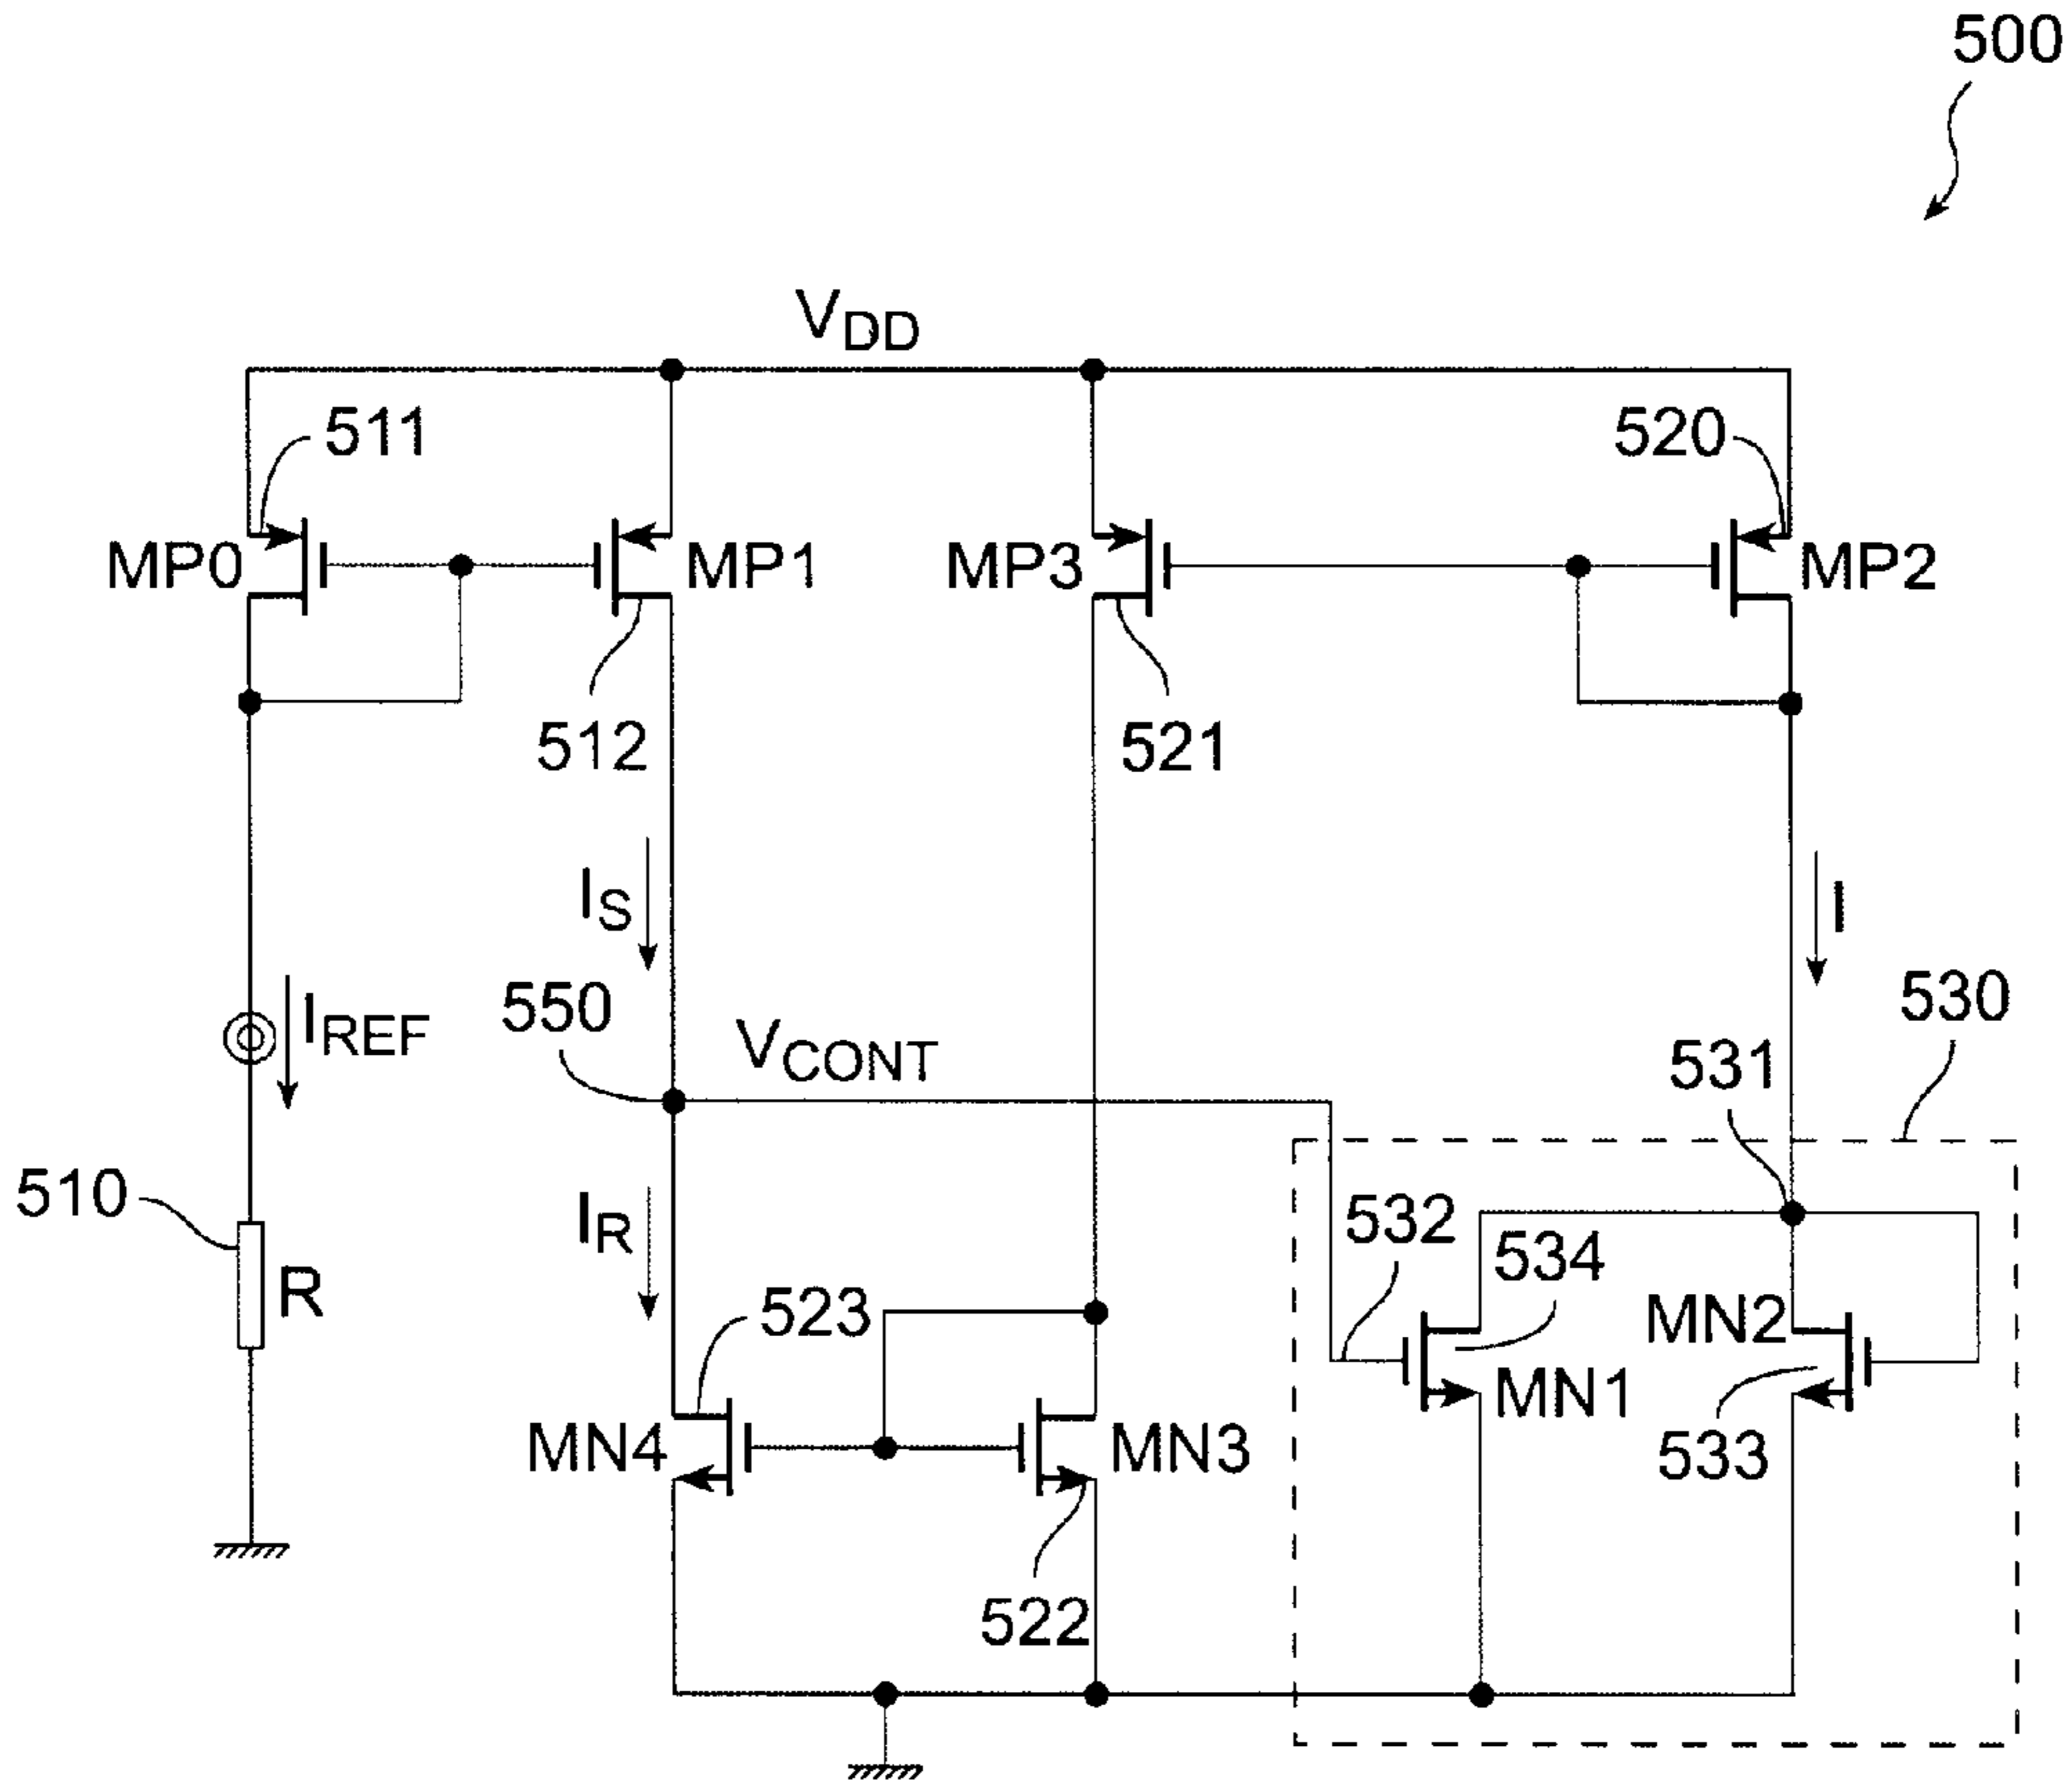 500
VDD
511
520
MP0
MP1
MP3
MP2
512
521
IS
I
550
IREF
VCONT
530
531
510
IR
532
534
R
523
MN2
MN1
MN4
MN3
533
522